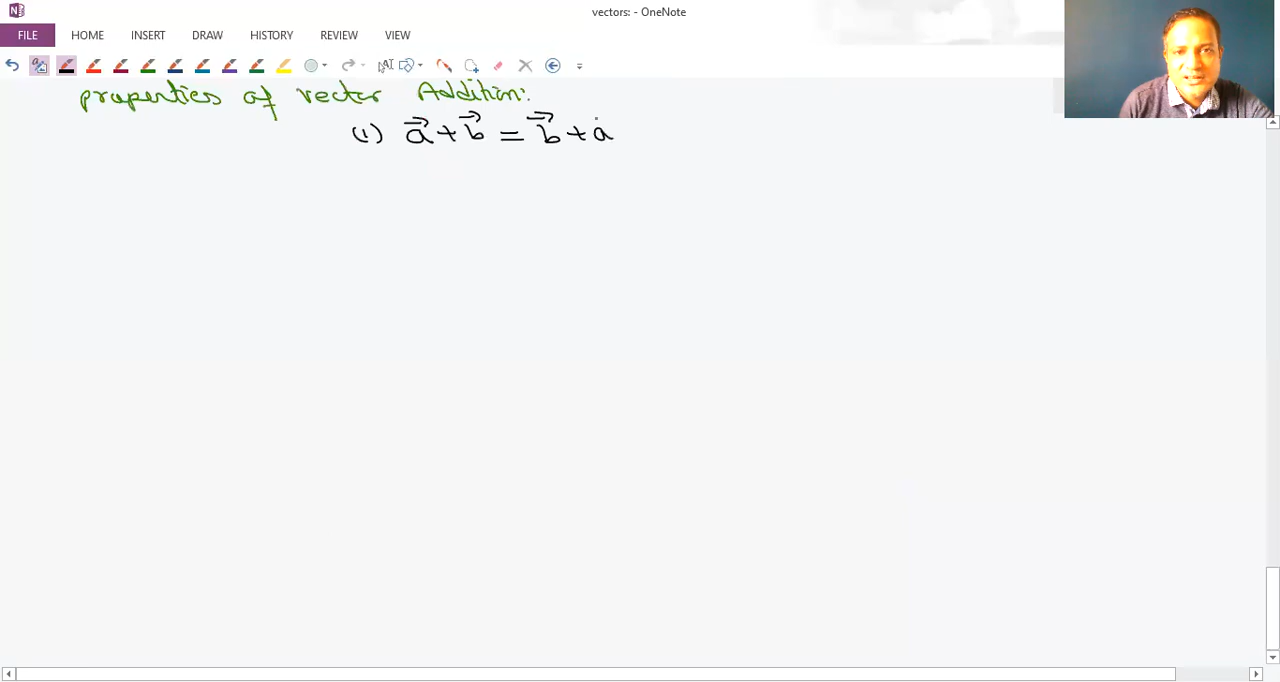 vectors: - OneNote
FILE HOME INSERT DRAW HISTORY REVIEW VIEW
properties of vector Addition:
(1) a⃗ + b⃗ = b⃗ + a